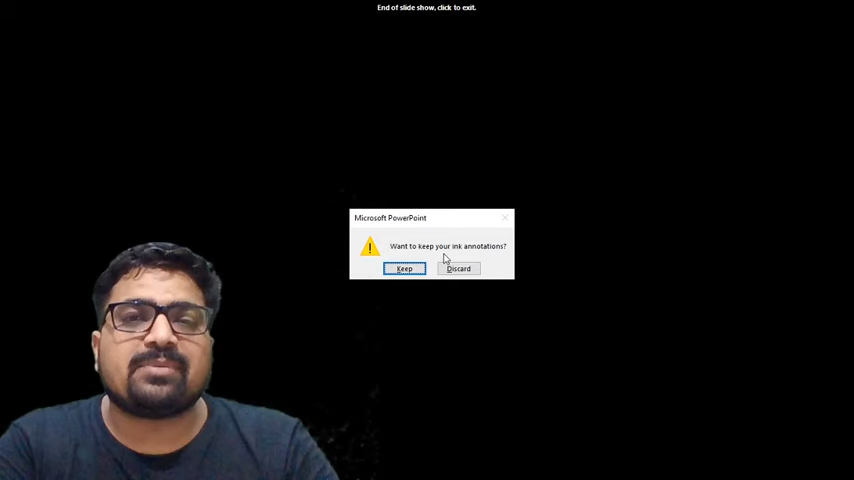 End of slide show, click to exit.
Microsoft PowerPoint
Want to keep your ink annotations?
Keep
Discard